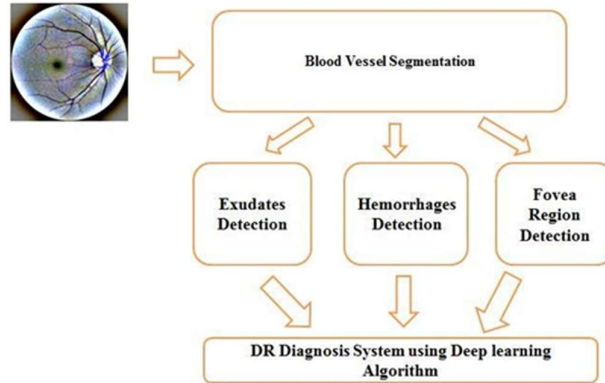 Blood Vessel Segmentation
Exudates
Detection
Hemorrhages
Detection
Fovea
Region
Detection
DR Diagnosis System using Deep learning
Algorithm